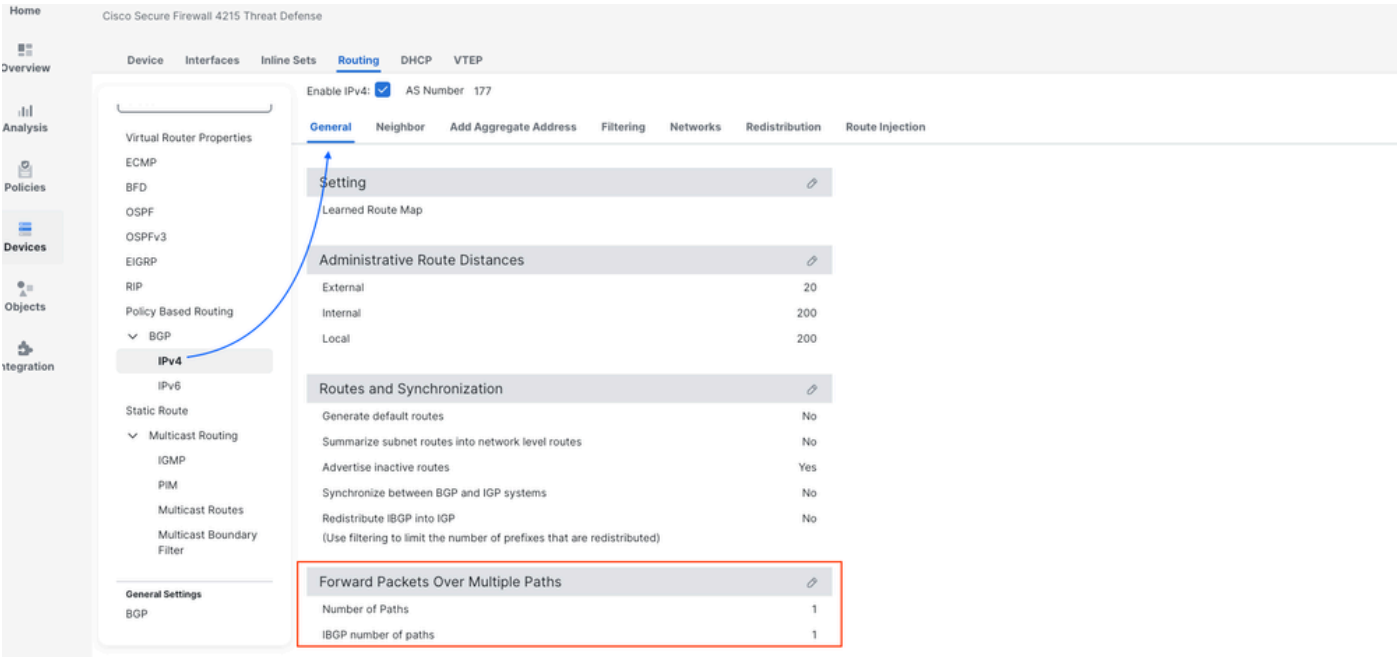 Home
Overview
Analysis
Policies
Devices
Objects
ntegration
Cisco Secure Firewall 4215 Threat Defense
Device Interfaces Inline Sets Routing DHCP VTEP
Virtual Router Properties
ECMP
BFD
OSPF
OSPFv3
EIGRP
RIP
Policy Based Routing
BGP
IPv4
IPv6
Static Route
Multicast Routing
IGMP
PIM
Multicast Routes
Multicast Boundary
Filter
General Settings
BGP
Enable IPv4: AS Number 177
General Neighbor Add Aggregate Address Filtering Networks Redistribution Route Injection
Setting
Learned Route Map
Administrative Route Distances
External 20
Internal 200
Local 200
Routes and Synchronization
Generate default routes No
Summarize subnet routes into network level routes No
Advertise inactive routes Yes
Synchronize between BGP and IGP systems No
Redistribute IBGP into IGP No
(Use filtering to limit the number of prefixes that are redistributed)
Forward Packets Over Multiple Paths
Number of Paths 1
IBGP number of paths 1